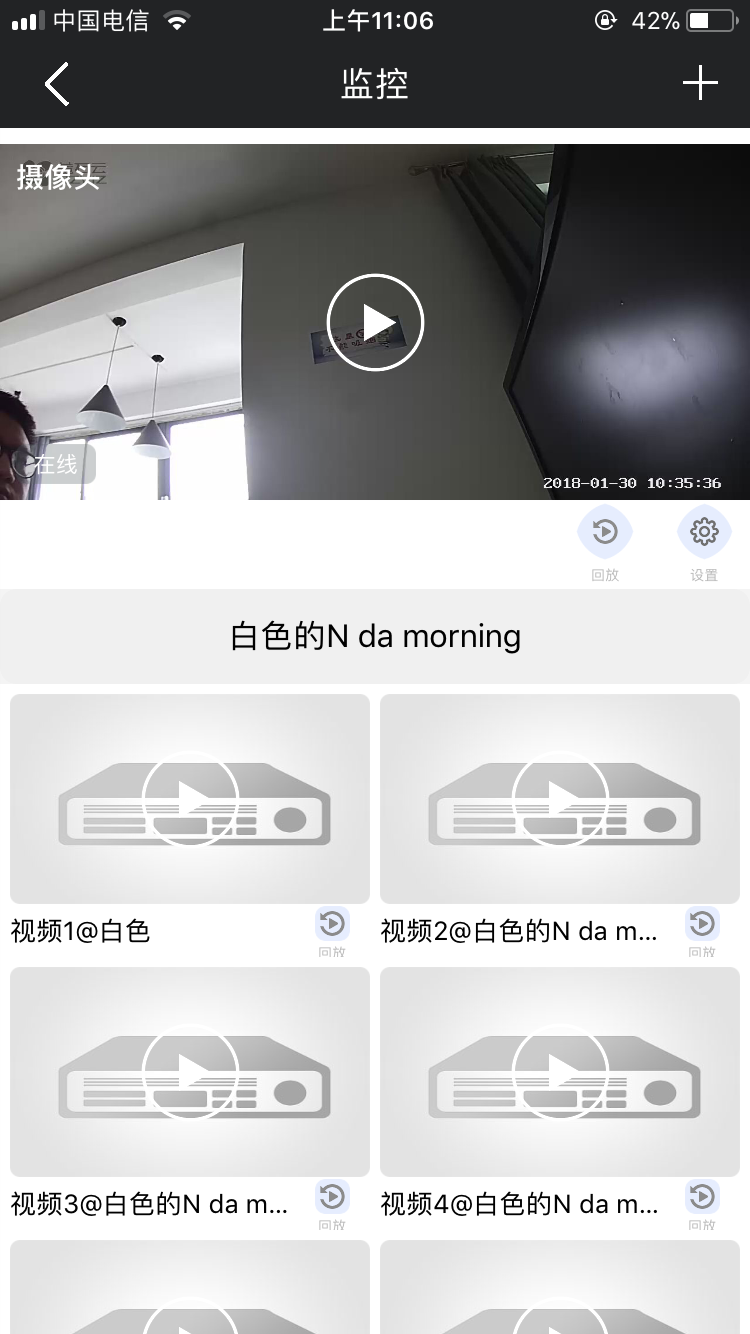 中国电信
上午11:06
42%
监控
摄像头
在线
2018-01-30 10:35:36
回放
设置
白色的N da morning
视频1@白色
回放
视频2@白色的N da m...
回放
视频3@白色的N da m...
回放
视频4@白色的N da m...
回放